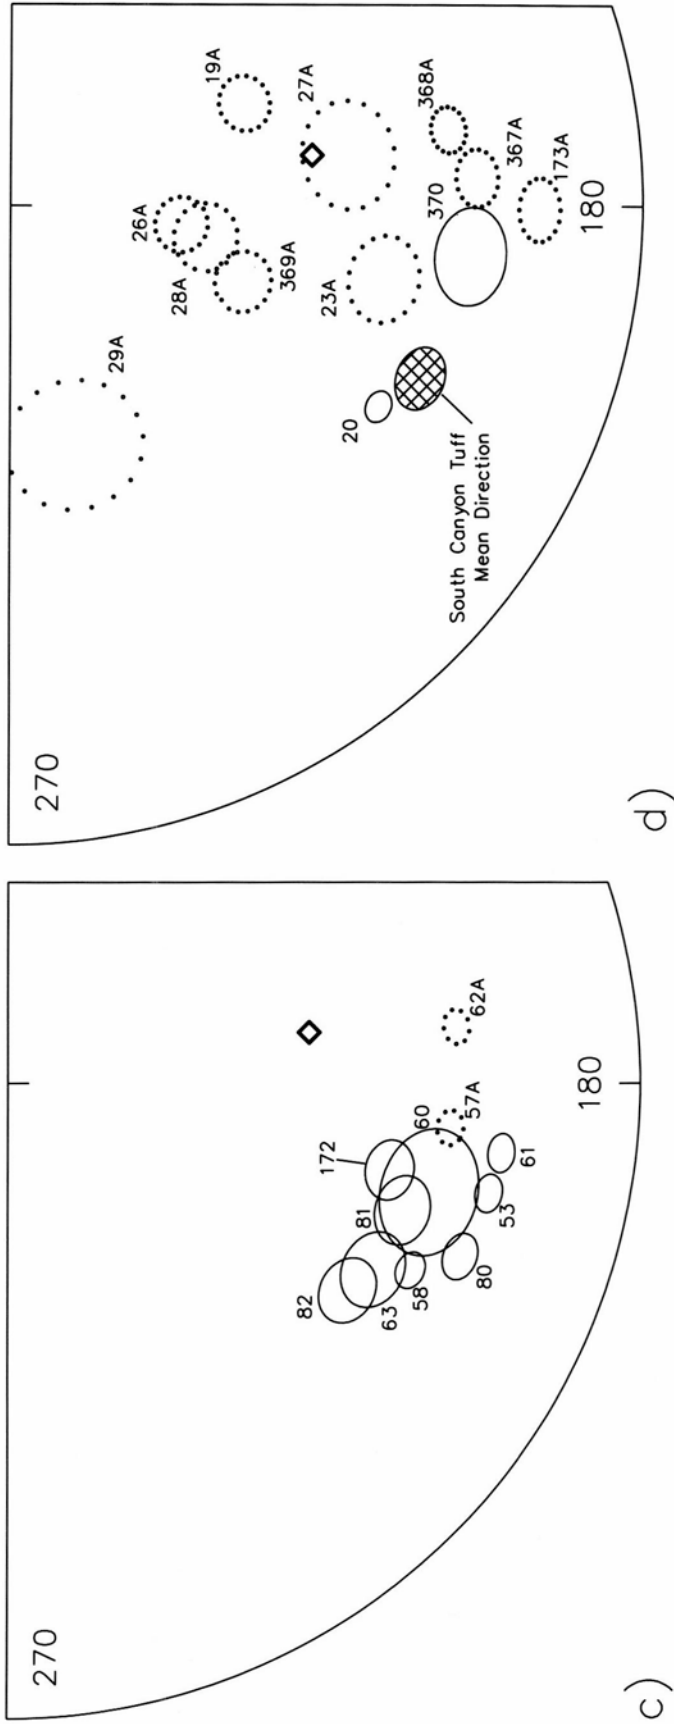 270
82
63
58
81
172
80
53
60
57A
61
62A
180
c)
270
29A
28A
26A
369A
19A
27A
23A
20
South Canyon Tuff
Mean Direction
370
368A
367A
173A
180
d)